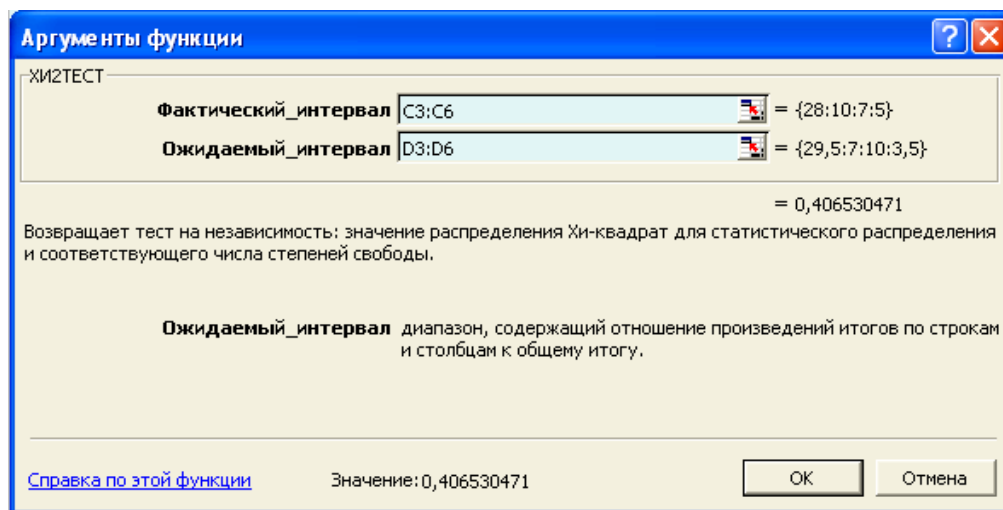 Аргументы функции
ХИ2ТЕСТ
Фактический_интервал C3:C6 = {28:10:7:5}
Ожидаемый_интервал D3:D6 = {29,5:7:10:3,5}
= 0,406530471
Возвращает тест на независимость: значение распределения Хи-квадрат для статистического распределения
и соответствующего числа степеней свободы.
Ожидаемый_интервал диапазон, содержащий отношение произведений итогов по строкам
и столбцам к общему итогу.
Справка по этой функции Значение:0,406530471 ОК Отмена